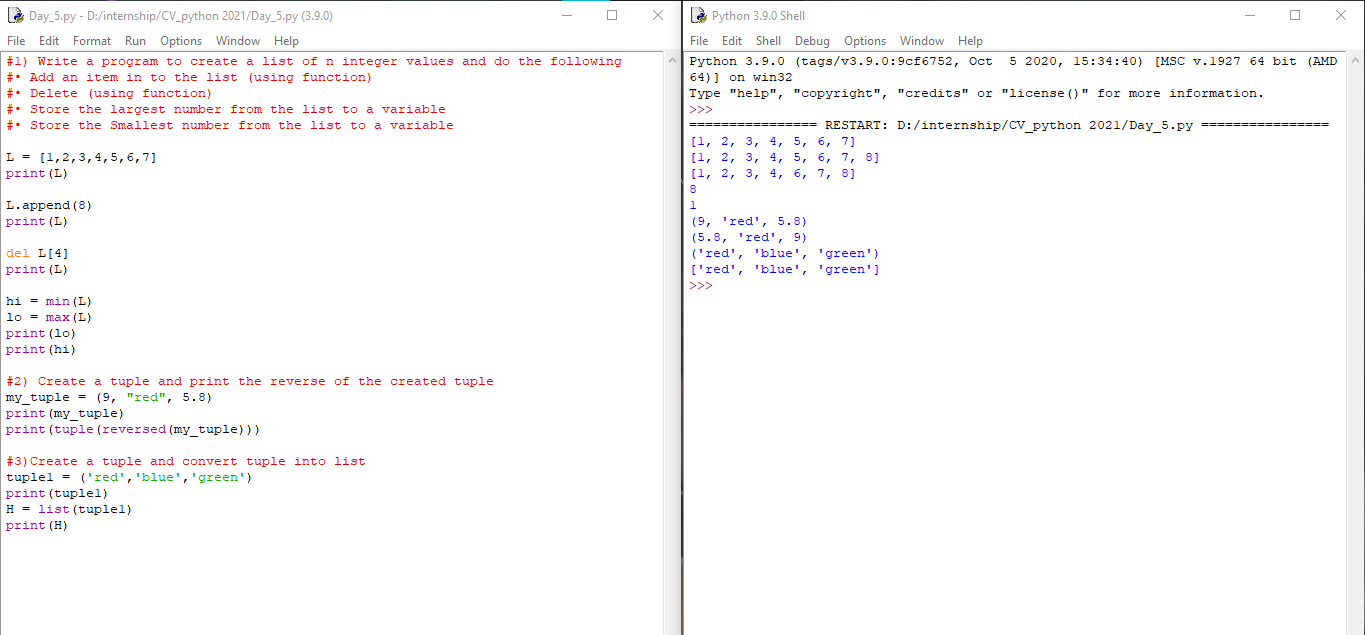 Day_5.py - D:/internship/CV_python 2021/Day_5.py (3.9.0)
File Edit Format Run Options Window Help
#1) Write a program to create a list of n integer values and do the following
#• Add an item in to the list (using function)
#• Delete (using function)
#• Store the largest number from the list to a variable
#• Store the Smallest number from the list to a variable
L = [1,2,3,4,5,6,7]
print(L)
L.append(8)
print(L)
del L[4]
print(L)
hi = min(L)
lo = max(L)
print(lo)
print(hi)
#2) Create a tuple and print the reverse of the created tuple
my_tuple = (9, "red", 5.8)
print(my_tuple)
print(tuple(reversed(my_tuple)))
#3)Create a tuple and convert tuple into list
tuple1 = ('red','blue','green')
print(tuple1)
H = list(tuple1)
print(H)
Python 3.9.0 Shell
File Edit Shell Debug Options Window Help
Python 3.9.0 (tags/v3.9.0:9cf6752, Oct  5 2020, 15:34:40) [MSC v.1927 64 bit (AMD
64)] on win32
Type "help", "copyright", "credits" or "license()" for more information.
>>>
================ RESTART: D:/internship/CV_python 2021/Day_5.py ================
[1, 2, 3, 4, 5, 6, 7]
[1, 2, 3, 4, 5, 6, 7, 8]
[1, 2, 3, 4, 6, 7, 8]
8
1
(9, 'red', 5.8)
(5.8, 'red', 9)
('red', 'blue', 'green')
['red', 'blue', 'green']
>>>